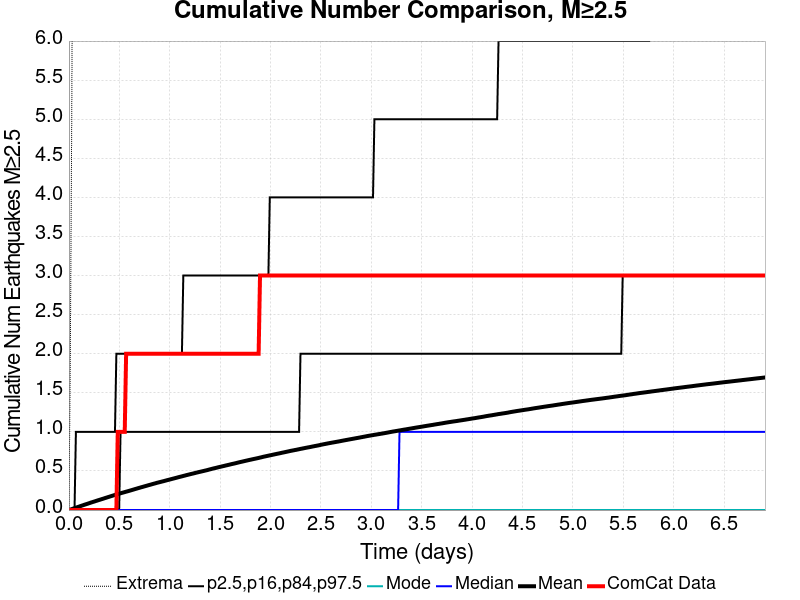 Cumulative Number Comparison, M≥2.5
Cumulative Num Earthquakes M≥2.5
6.0
5.5
5.0
4.5
4.0
3.5
3.0
2.5
2.0
1.5
1.0
0.5
0.0
0.0 0.5 1.0 1.5 2.0 2.5 3.0 3.5 4.0 4.5 5.0 5.5 6.0 6.5
Time (days)
Extrema p2.5,p16,p84,p97.5 Mode Median Mean ComCat Data